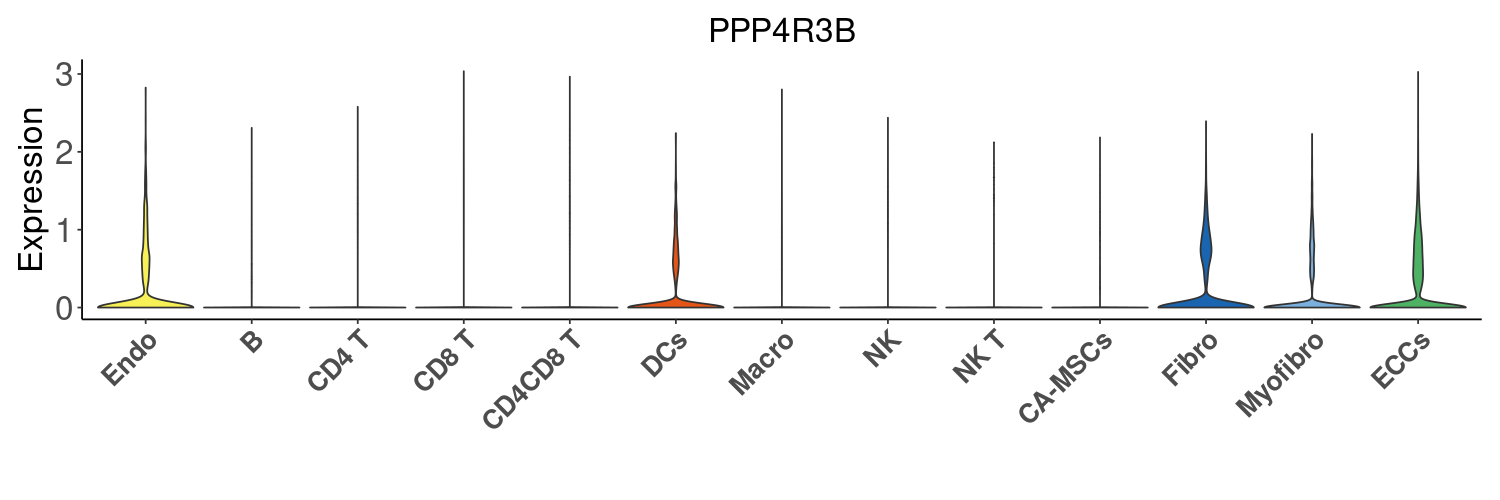 PPP4R3B
Expression
3
2
1
0
Endo
B
CD4 T
CD8 T
CD4CD8 T
DCs
Macro
NK
NK T
CA-MSCs
Fibro
Myofibro
ECCs